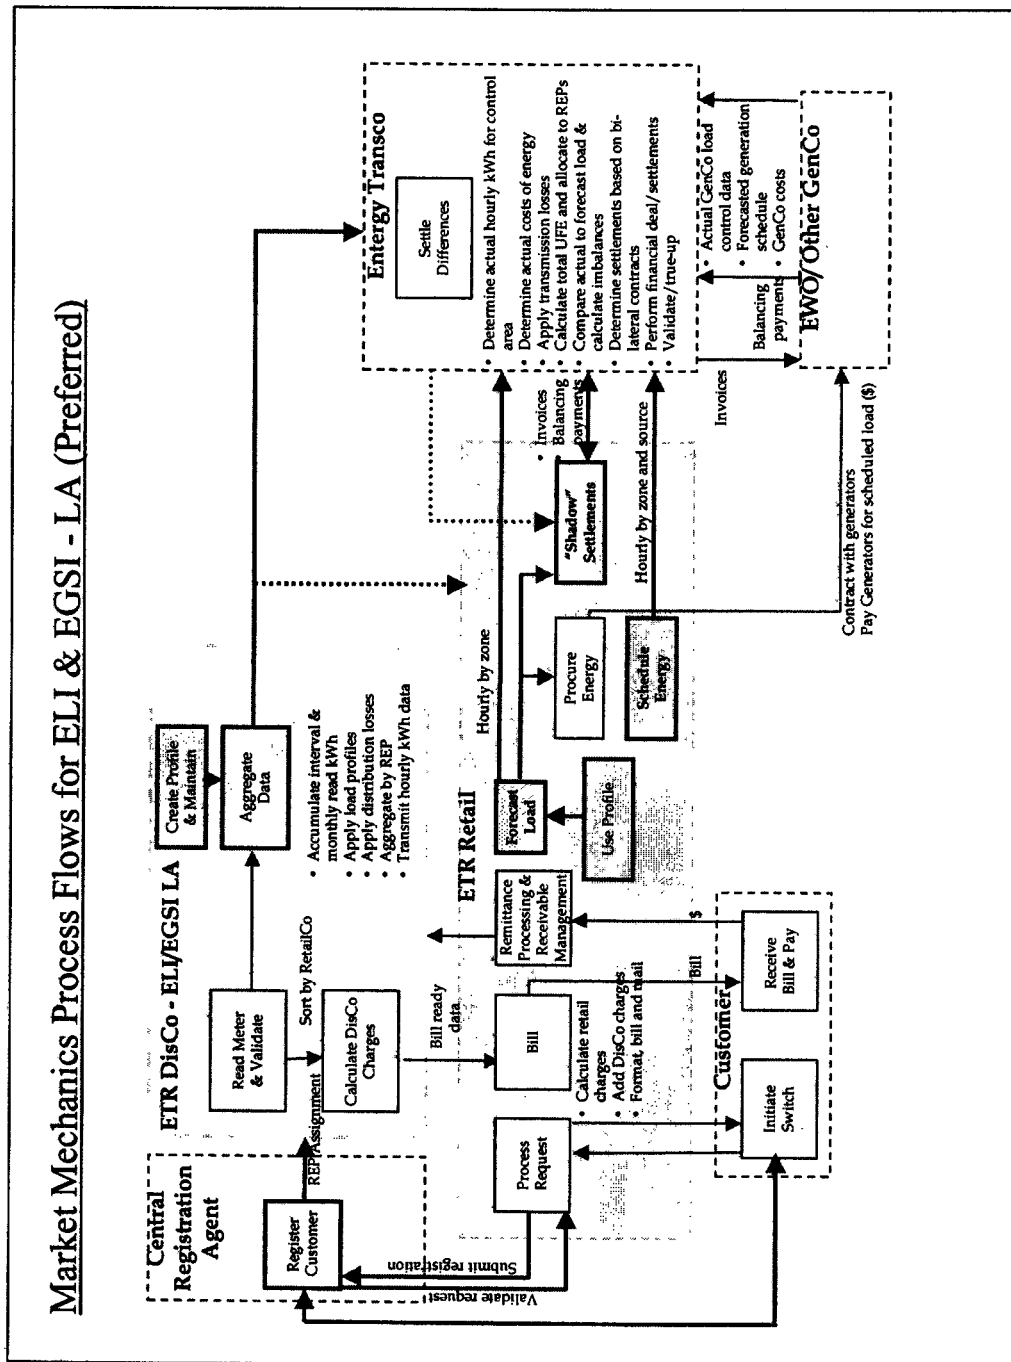 Market Mechanics Process Flows for ELI & EGSI - LA (Preferred)
Central
Registration
Agent
Register
Customer
REP Assignment
Submit registration
Validate request
ETR DisCo - ELI/EGSI LA
Read Meter
& Validate
Sort by RetailCo
Calculate DisCo
Charges
Bill ready
data
Create Profile
& Maintain
Aggregate
Data
• Accumulate interval &
monthly read kWh
• Apply load profiles
• Apply distribution losses
• Aggregate by REP
• Transmit hourly kWh data
ETR Retail
Process
Request
Bill
• Calculate retail
charges
• Add DisCo charges
• Format, bill and mail
Remittance
Processing &
Receivable
Management
Forecast
Load
Use Profile
Procure
Energy
Schedule
Energy
"Shadow"
Settlements
Hourly by zone
Hourly by zone and source
• Invoices
• Balancing
payments
Customer
Initiate
Switch
Receive
Bill & Pay
Bill
$
Entergy Transco
Settle
Differences
• Determine actual hourly kWh for control
area
• Determine actual costs of energy
• Apply transmission losses
• Calculate total UFE and allocate to REPs
• Compare actual to forecast load &
calculate imbalances
• Determine settlements based on bi-
lateral contracts
• Perform financial deal/settlements
• Validate/true-up
Invoices
Balancing
payments
• Actual GenCo load
control data
• Forecasted generation
schedule
• GenCo costs
EWO/Other GenCo
Contract with generators
Pay Generators for scheduled load ($)